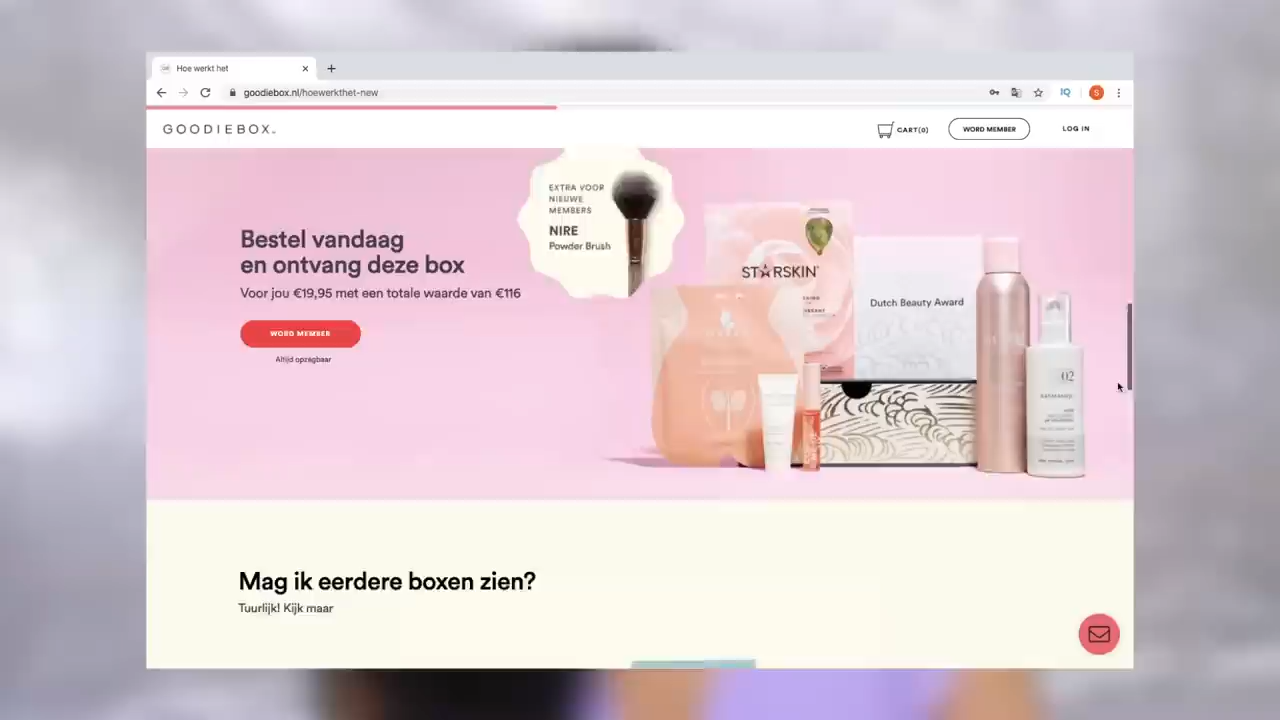 Hoe werkt het
goodiebox.nl/hoewerkthet-new
IQ
S
GOODIEBOX
CART(0)
WORD MEMBER
LOG IN
EXTRA VOOR
NIEUWE
MEMBERS
NIRE
Powder Brush
Bestel vandaag
en ontvang deze box
Voor jou €19,95 met een totale waarde van €116
WORD MEMBER
Altijd opzegbaar
STARSKIN
Dutch Beauty Award
02
Mag ik eerdere boxen zien?
Tuurlijk! Kijk maar